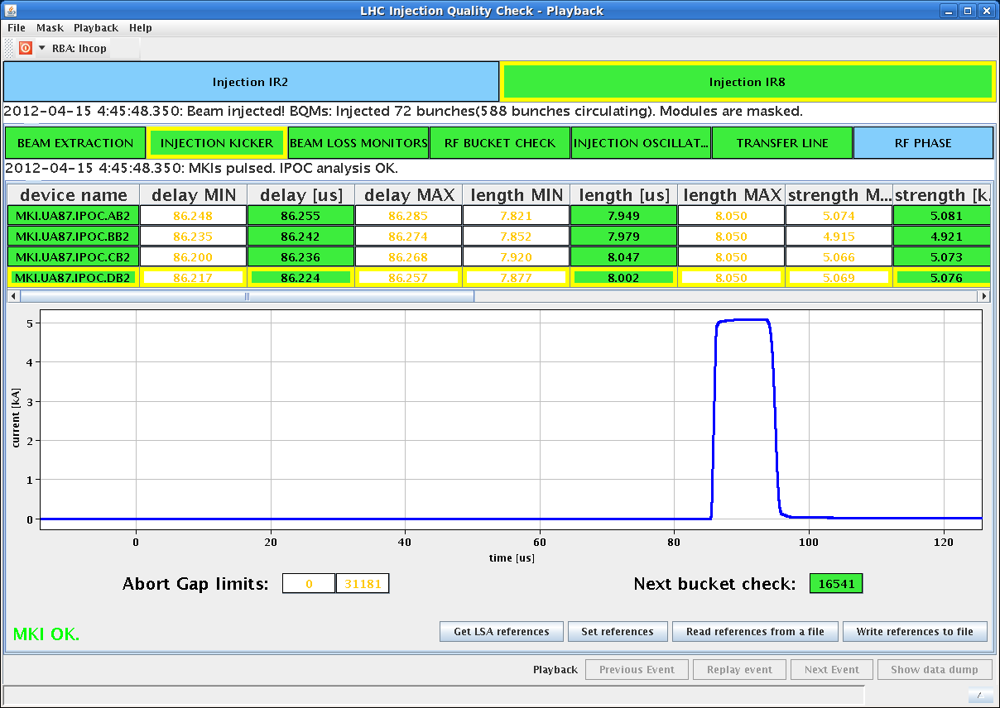 LHC Injection Quality Check - Playback
File Mask Playback Help
RBA: lhcop
Injection IR2 Injection IR8
2012-04-15 4:45:48.350: Beam injected! BQMs: Injected 72 bunches(588 bunches circulating). Modules are masked.
BEAM EXTRACTION INJECTION KICKER BEAM LOSS MONITORS RF BUCKET CHECK INJECTION OSCILLAT... TRANSFER LINE RF PHASE
2012-04-15 4:45:48.350: MKIs pulsed. IPOC analysis OK.
device name delay MIN delay [us] delay MAX length MIN length [us] length MAX strength M... strength [k.
MKI.UA87.IPOC.AB2 86.248 86.255 86.285 7.821 7.949 8.050 5.074 5.081
MKI.UA87.IPOC.BB2 86.235 86.242 86.274 7.852 7.979 8.050 4.915 4.921
MKI.UA87.IPOC.CB2 86.200 86.236 86.268 7.920 8.047 8.050 5.066 5.073
MKI.UA87.IPOC.DB2 86.217 86.224 86.257 7.877 8.002 8.050 5.069 5.076
5
4
3
2
1
0
current [kA]
0 20 40 60 80 100 120
time [us]
Abort Gap limits: 0 31181 Next bucket check: 16541
MKI OK. Get LSA references Set references Read references from a file Write references to file
Playback Previous Event Replay event Next Event Show data dump